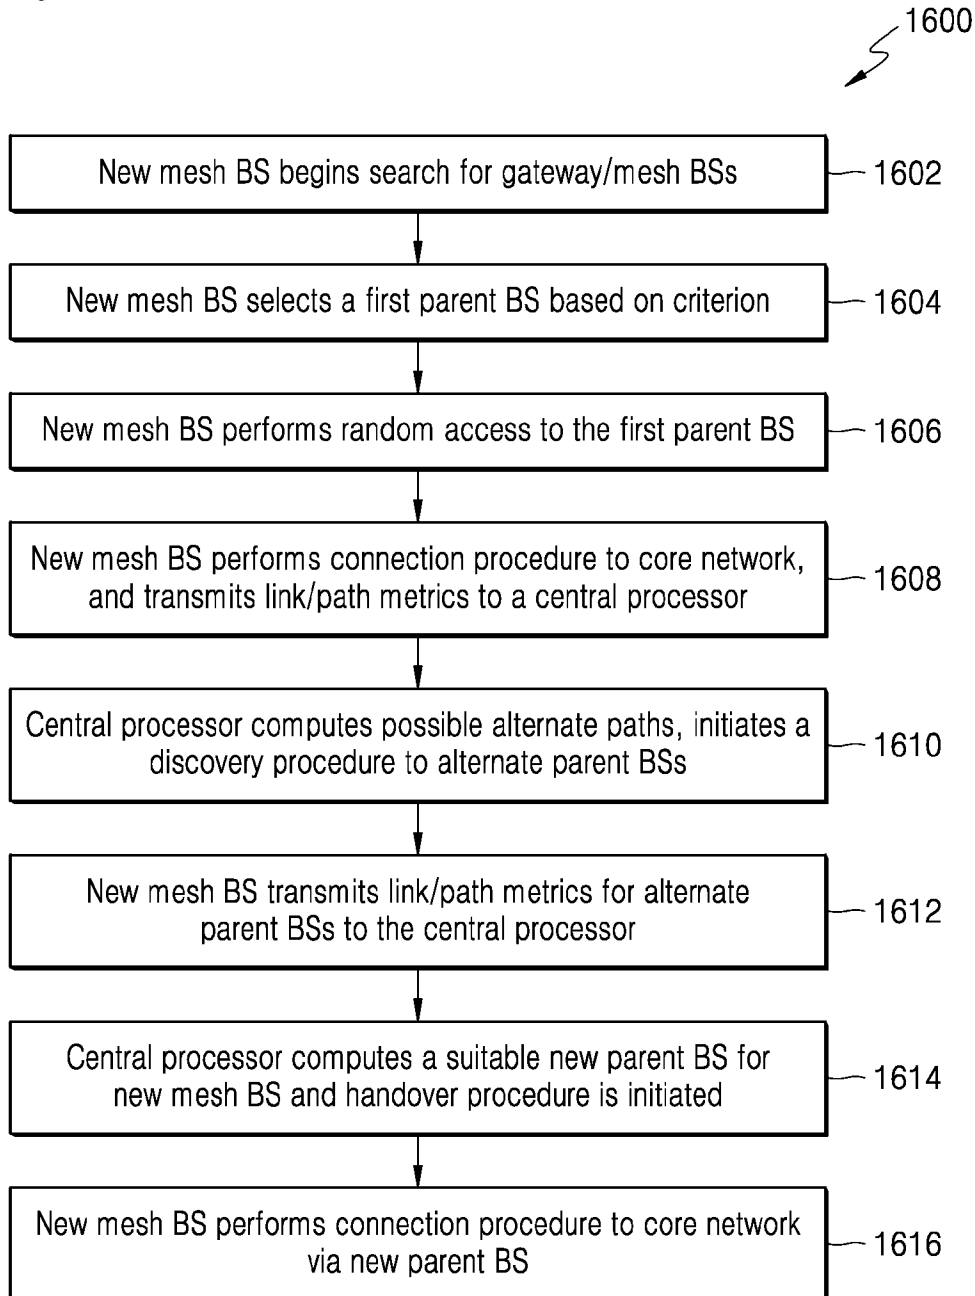 1600
New mesh BS begins search for gateway/mesh BSs
1602
New mesh BS selects a first parent BS based on criterion
1604
New mesh BS performs random access to the first parent BS
1606
New mesh BS performs connection procedure to core network,
and transmits link/path metrics to a central processor
1608
Central processor computes possible alternate paths, initiates a
discovery procedure to alternate parent BSs
1610
New mesh BS transmits link/path metrics for alternate
parent BSs to the central processor
1612
Central processor computes a suitable new parent BS for
new mesh BS and handover procedure is initiated
1614
New mesh BS performs connection procedure to core network
via new parent BS
1616